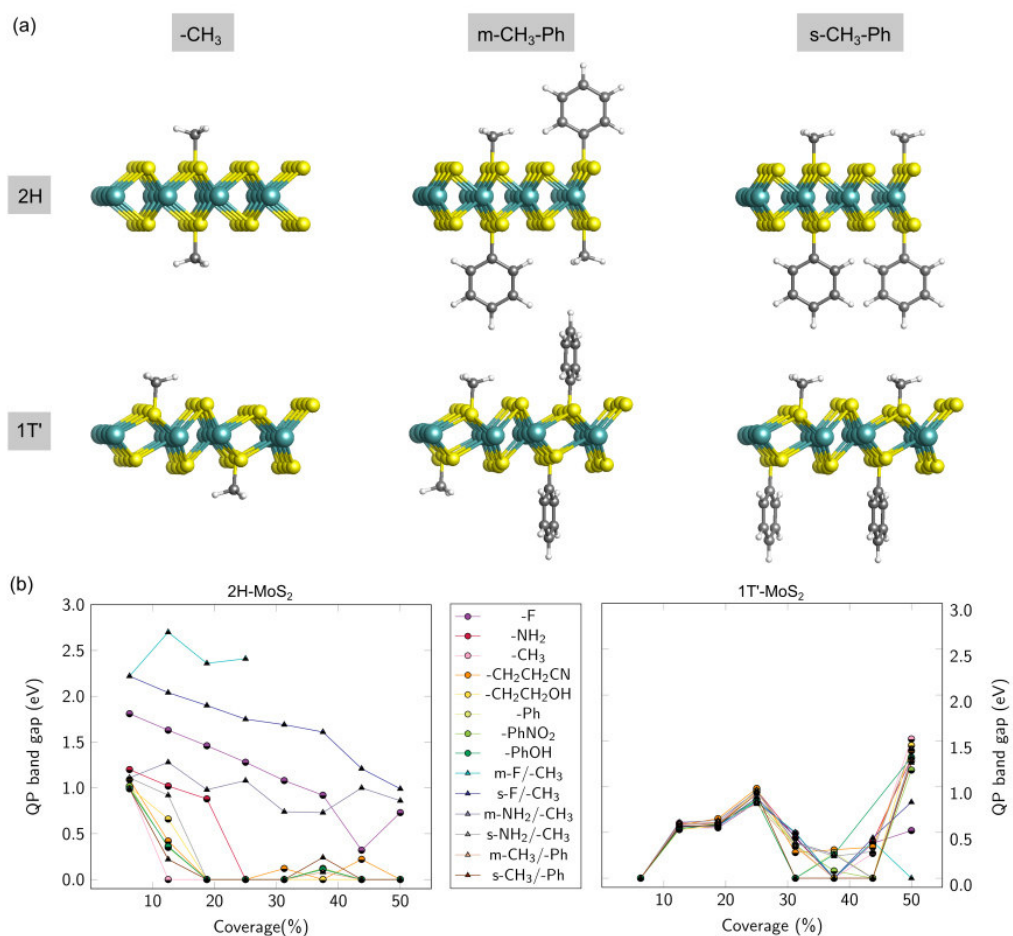 (a)
-CH₃
m-CH₃-Ph
s-CH₃-Ph
2H
1T'
(b)
2H-MoS₂
QP band gap (eV)
3.0
2.5
2.0
1.5
1.0
0.5
0.0
10 20 30 40 50
Coverage(%)
-F
-NH₂
-CH₃
-CH₂CH₂CN
-CH₂CH₂OH
-Ph
-PhNO₂
-PhOH
m-F/-CH₃
s-F/-CH₃
m-NH₂/-CH₃
s-NH₂/-CH₃
m-CH₃/-Ph
s-CH₃/-Ph
1T'-MoS₂
3.0
2.5
2.0
1.5
1.0
0.5
0.0
QP band gap (eV)
10 20 30 40 50
Coverage (%)